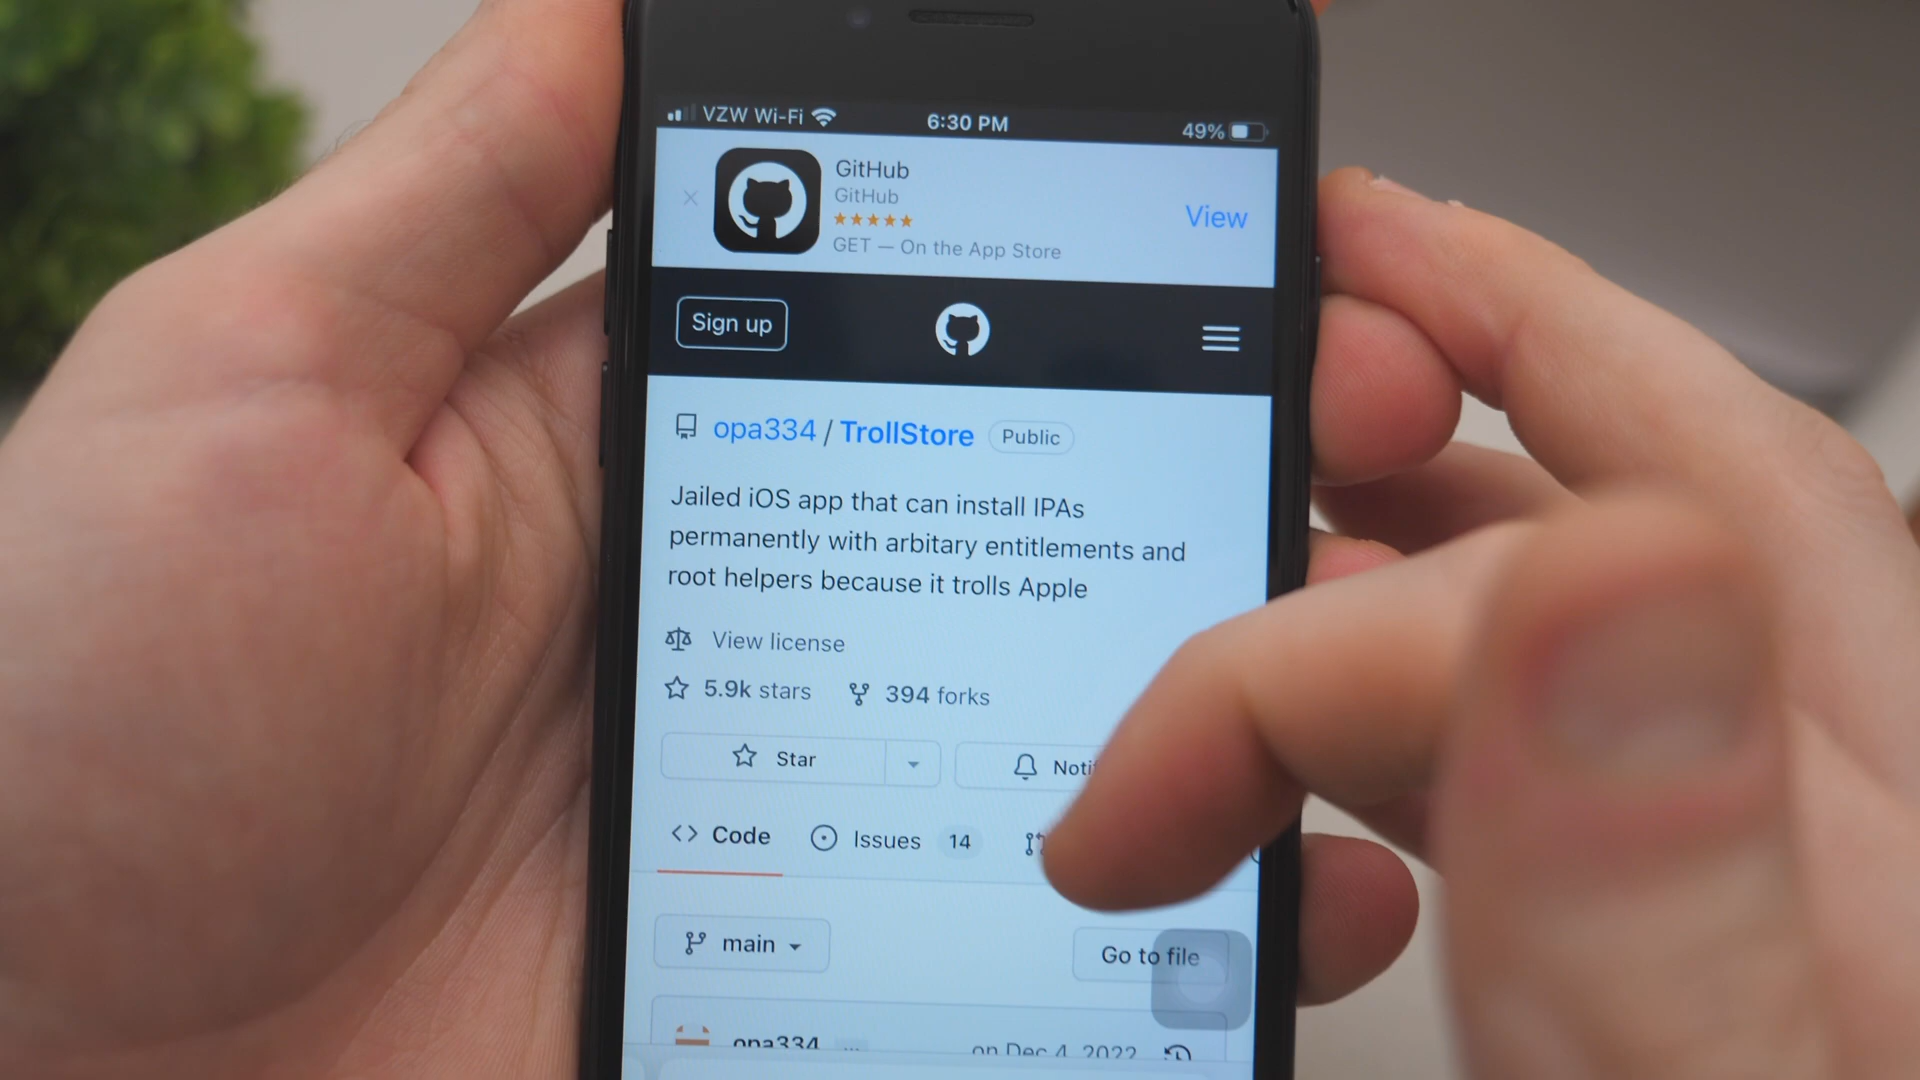 VZW Wi-Fi 6:30 PM 49%
GitHub
GitHub
GET — On the App Store
View
Sign up
opa334 / TrollStore Public
Jailed iOS app that can install IPAs
permanently with arbitary entitlements and
root helpers because it trolls Apple
View license
5.9k stars 394 forks
Star
Code Issues 14
main Go to file
opa334 ... on Dec 4, 2022